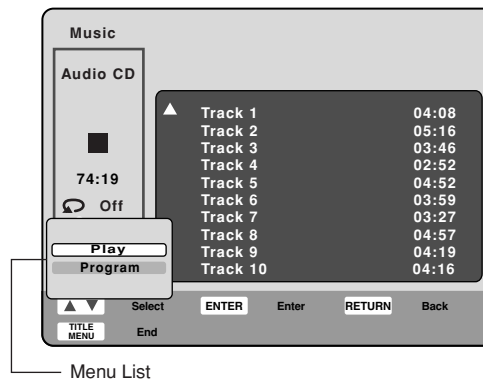 Music
Audio CD
74:19
Off
Play
Program
Track 1 04:08
Track 2 05:16
Track 3 03:46
Track 4 02:52
Track 5 04:52
Track 6 03:59
Track 7 03:27
Track 8 04:57
Track 9 04:19
Track 10 04:16
Select ENTER Enter RETURN Back
TITLE MENU End
Menu List